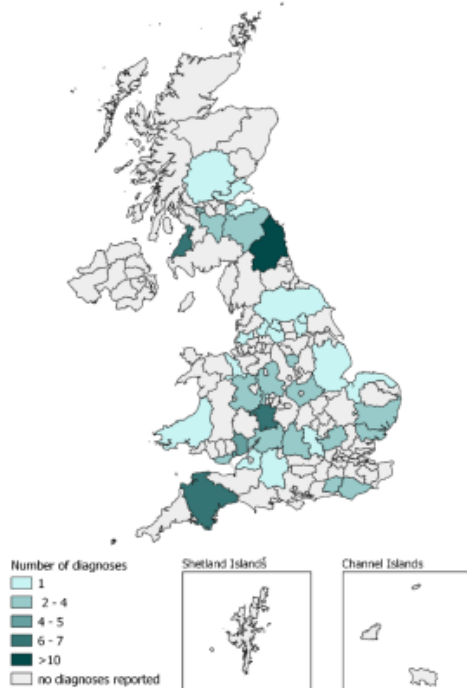 Number of diagnoses
1
2 - 4
4 - 5
6 - 7
>10
no diagnoses reported
Shetland Islands
Channel Islands